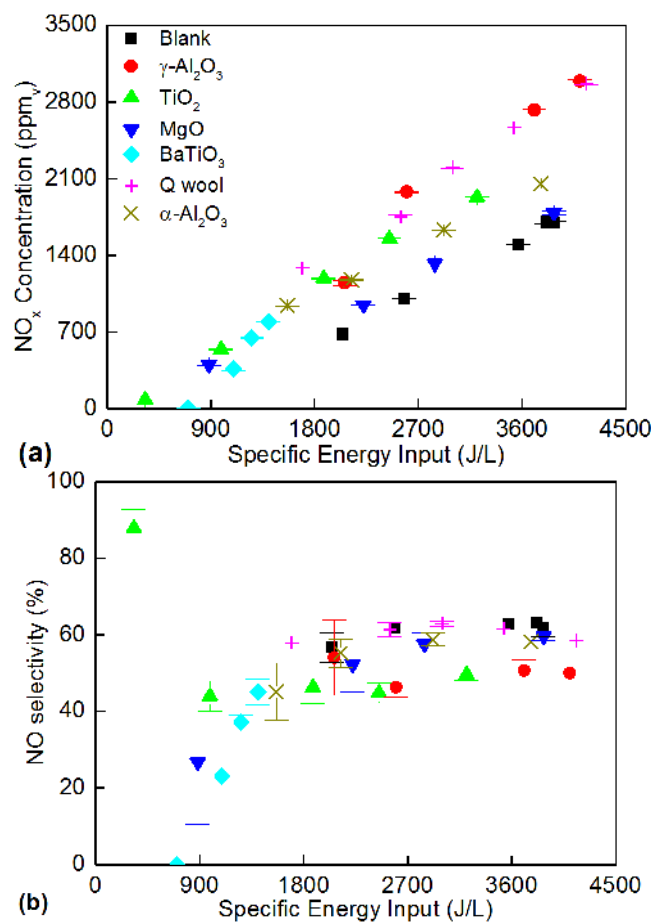 3500
2800
2100
1400
700
0
NOₓ Concentration (ppmᵥ)
Blank
γ-Al₂O₃
TiO₂
MgO
BaTiO₃
Q wool
α-Al₂O₃
0 900 1800 2700 3600 4500
(a) Specific Energy Input (J/L)
100
80
60
40
20
0
NO selectivity (%)
0 900 1800 2700 3600 4500
(b) Specific Energy Input (J/L)